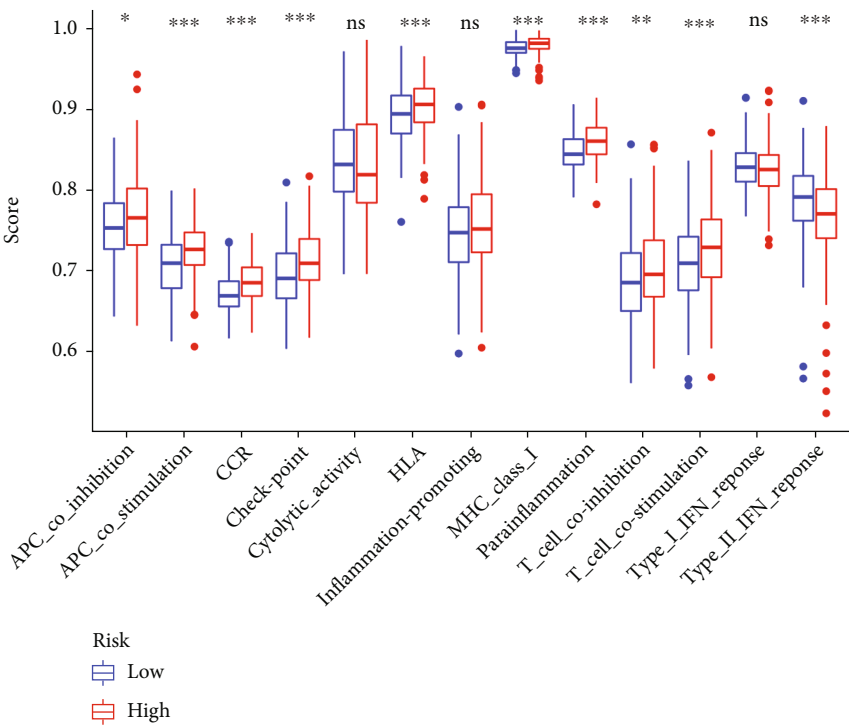 * *** *** *** ns *** ns *** *** ** *** ns ***
1.0
0.9
0.8
0.7
0.6
Score
APC_co_inhibition
APC_co_stimulation
CCR
Check-point
Cytolytic_activity
HLA
Inflammation-promoting
MHC_class_I
Parainflammation
T_cell_co-inhibition
T_cell_co-stimulation
Type_I_IFN_reponse
Type_II_IFN_reponse
Risk
Low
High